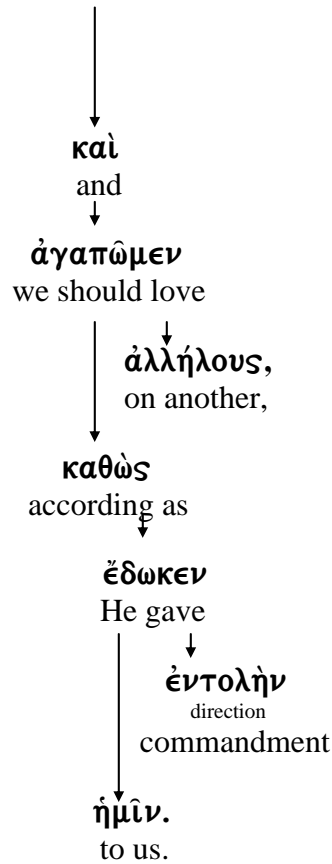 καὶ
and
ἀγαπῶμεν
we should love
ἀλλήλους,
on another,
καθὼς
according as
ἔδωκεν
He gave
ἐντολὴν
direction
commandment
ἡμῖν.
to us.